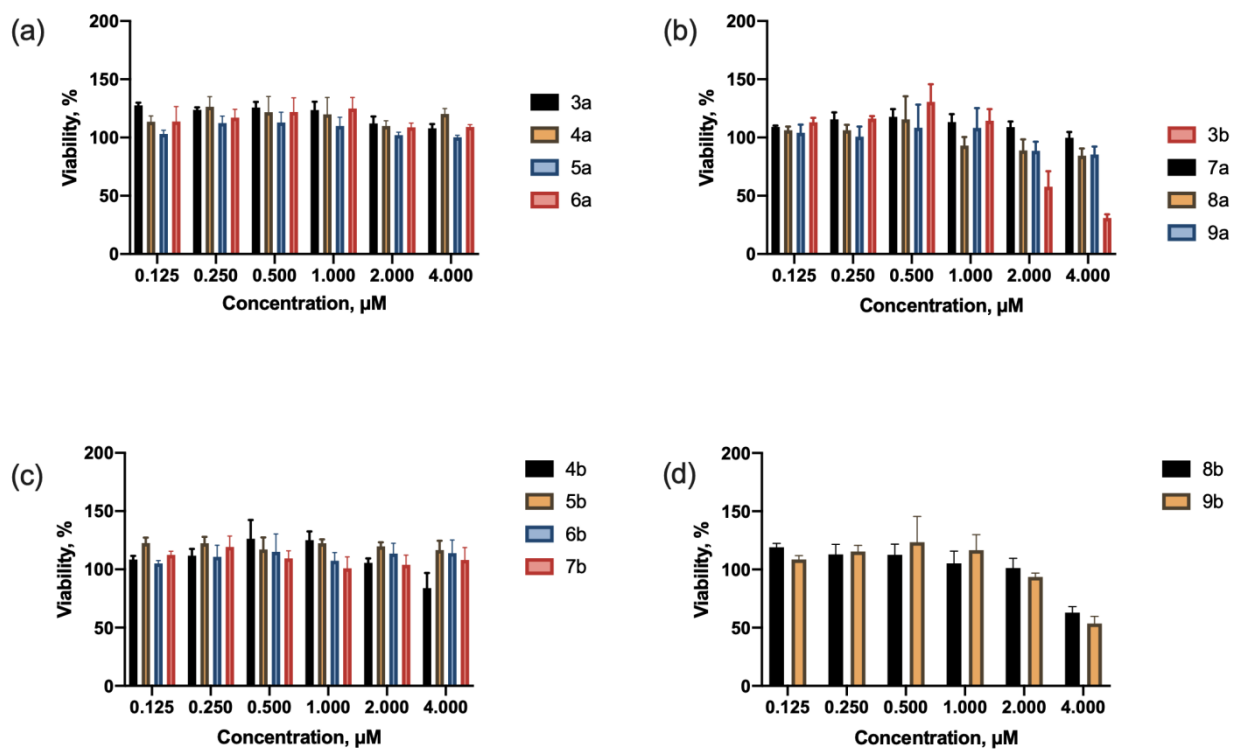 (a)
200
150
100
50
0
Viability, %
0.125 0.250 0.500 1.000 2.000 4.000
Concentration, µM
3a
4a
5a
6a
(b)
200
150
100
50
0
Viability, %
0.125 0.250 0.500 1.000 2.000 4.000
Concentration, µM
3b
7a
8a
9a
(c)
200
150
100
50
0
Viability, %
0.125 0.250 0.500 1.000 2.000 4.000
Concentration, µM
4b
5b
6b
7b
(d)
200
150
100
50
0
Viability, %
0.125 0.250 0.500 1.000 2.000 4.000
Concentration, µM
8b
9b